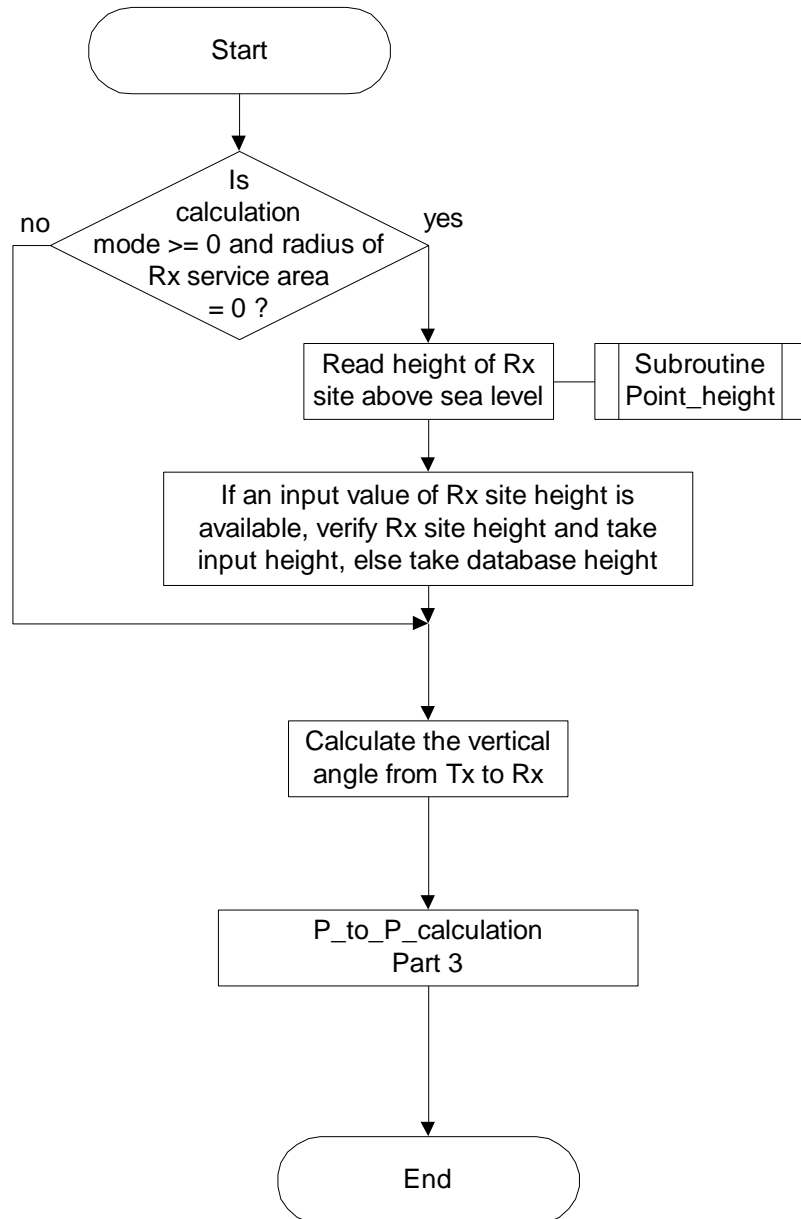 Start
Is
calculation
mode >= 0 and radius of
Rx service area
= 0 ?
no
yes
Read height of Rx
site above sea level
Subroutine
Point_height
If an input value of Rx site height is
available, verify Rx site height and take
input height, else take database height
Calculate the vertical
angle from Tx to Rx
P_to_P_calculation
Part 3
End